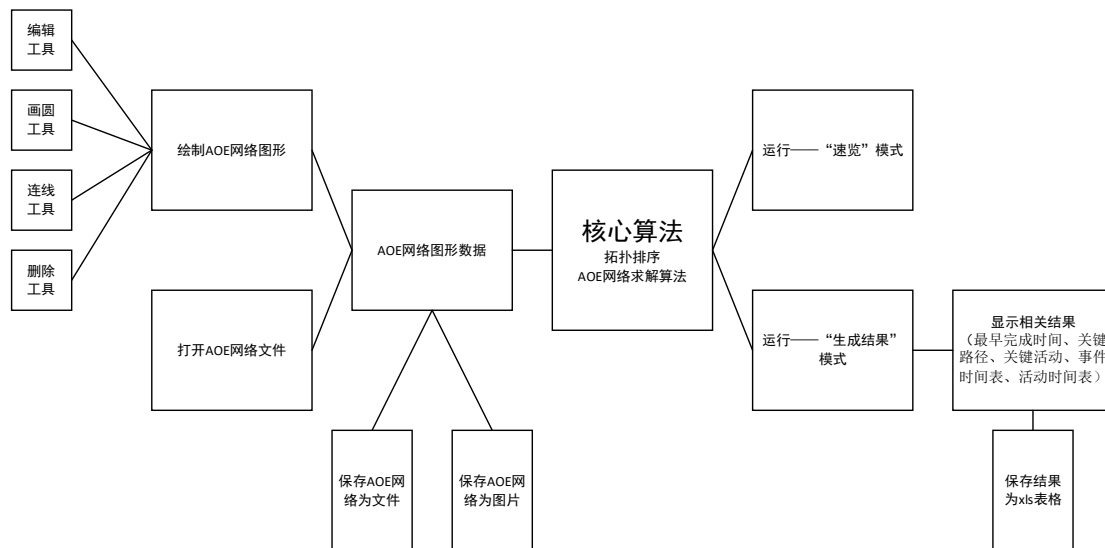 编辑
工具
画圆
工具
连线
工具
删除
工具
绘制AOE网络图形
打开AOE网络文件
AOE网络图形数据
保存AOE网
络为文件
保存AOE网
络为图片
核心算法
拓扑排序
AOE网络求解算法
运行——“速览”模式
运行——“生成结果”
模式
显示相关结果
（最早完成时间、关键
路径、关键活动、事件
时间表、活动时间表）
保存结果
为xls表格